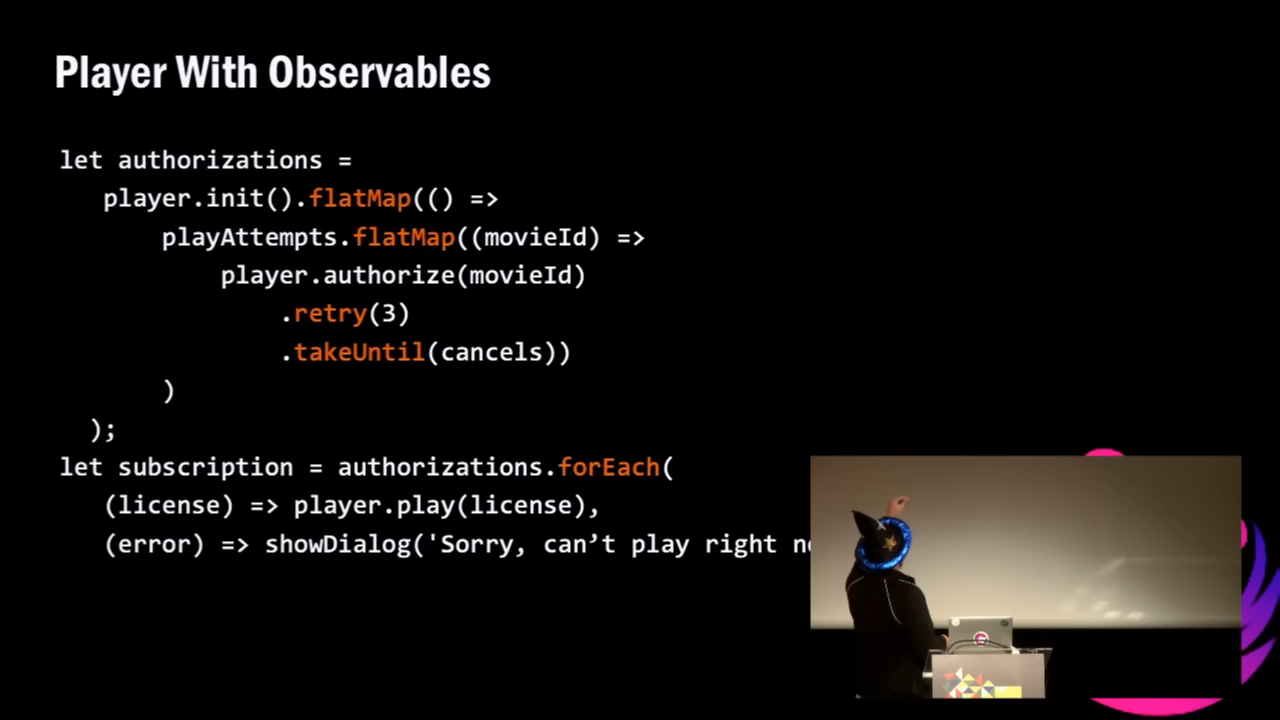 Player With Observables
let authorizations =
player.init().flatMap(() =>
playAttempts.flatMap((movieId) =>
player.authorize(movieId)
.retry(3)
.takeUntil(cancels))
)
);
let subscription = authorizations.forEach(
(license) => player.play(license),
(error) => showDialog('Sorry, can’t play right